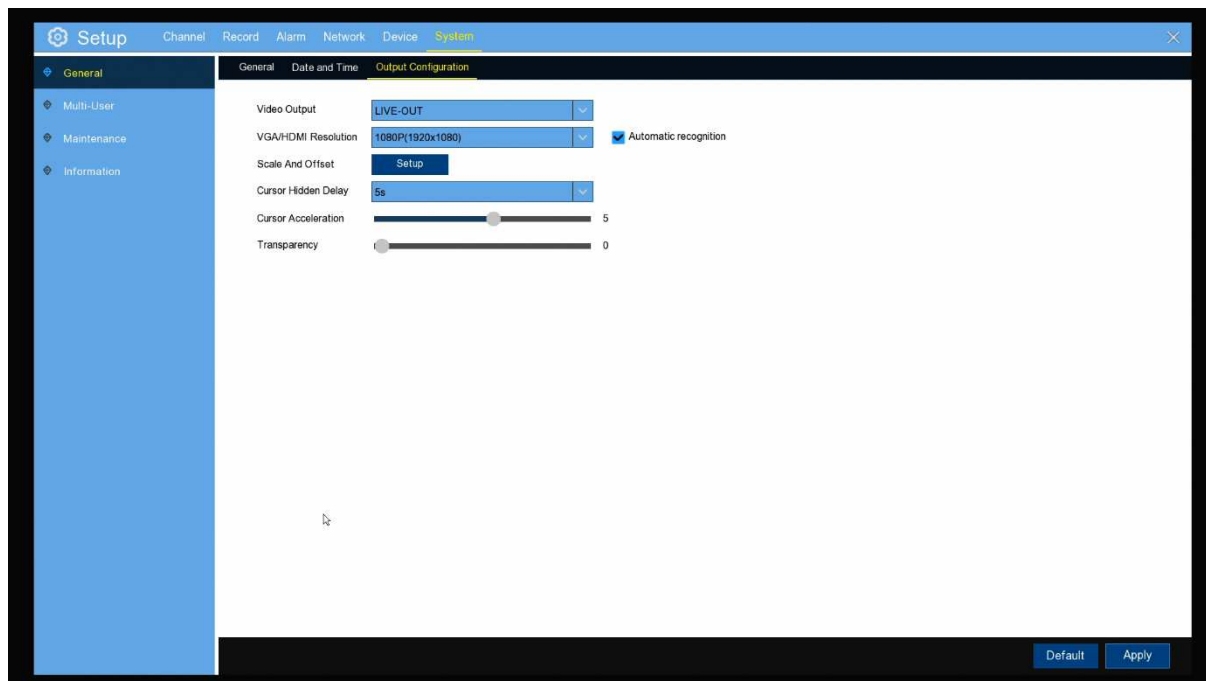 Setup Channel Record Alarm Network Device System
General
Multi-User
Maintenance
Information
General Date and Time Output Configuration
Video Output LIVE-OUT
VGA/HDMI Resolution 1080P(1920x1080) Automatic recognition
Scale And Offset Setup
Cursor Hidden Delay 5s
Cursor Acceleration 5
Transparency 0
Default Apply